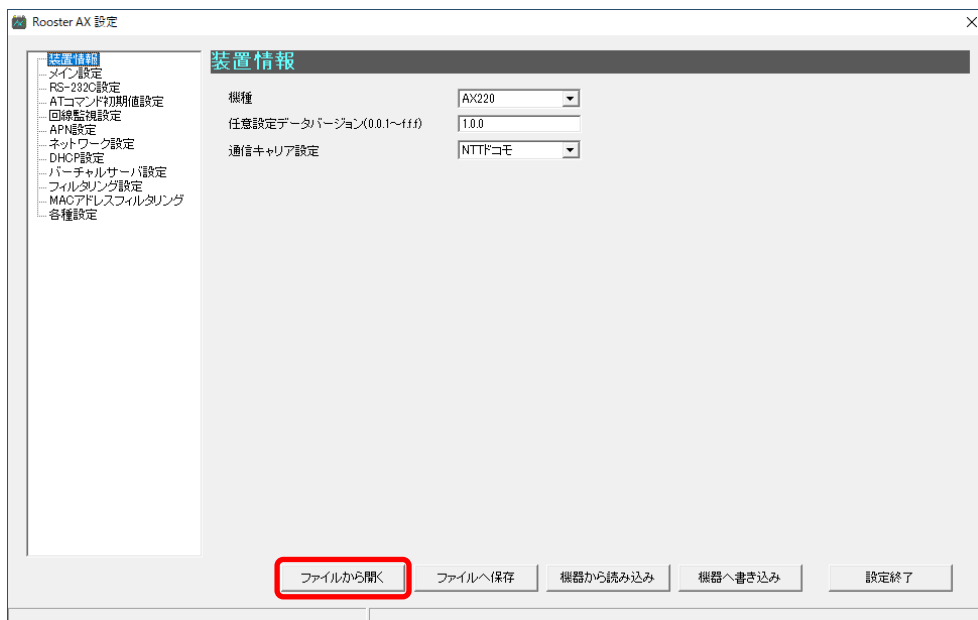 Rooster AX 設定
装置情報
メイン設定
RS-232C設定
ATコマンド初期値設定
回線監視設定
APN設定
ネットワーク設定
DHCP設定
バーチャルサーバ設定
フィルタリング設定
MACアドレスフィルタリング
各種設定
装置情報
機種 AX220
任意設定データバージョン(0.0.1～f.f.f) 1.0.0
通信キャリア設定 NTTドコモ
ファイルから開く ファイルへ保存 機器から読み込み 機器へ書き込み 設定終了